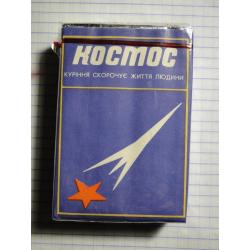 КОСМОС
КУРІННЯ СКОРОЧУЄ ЖИТТЯ ЛЮДИНИ